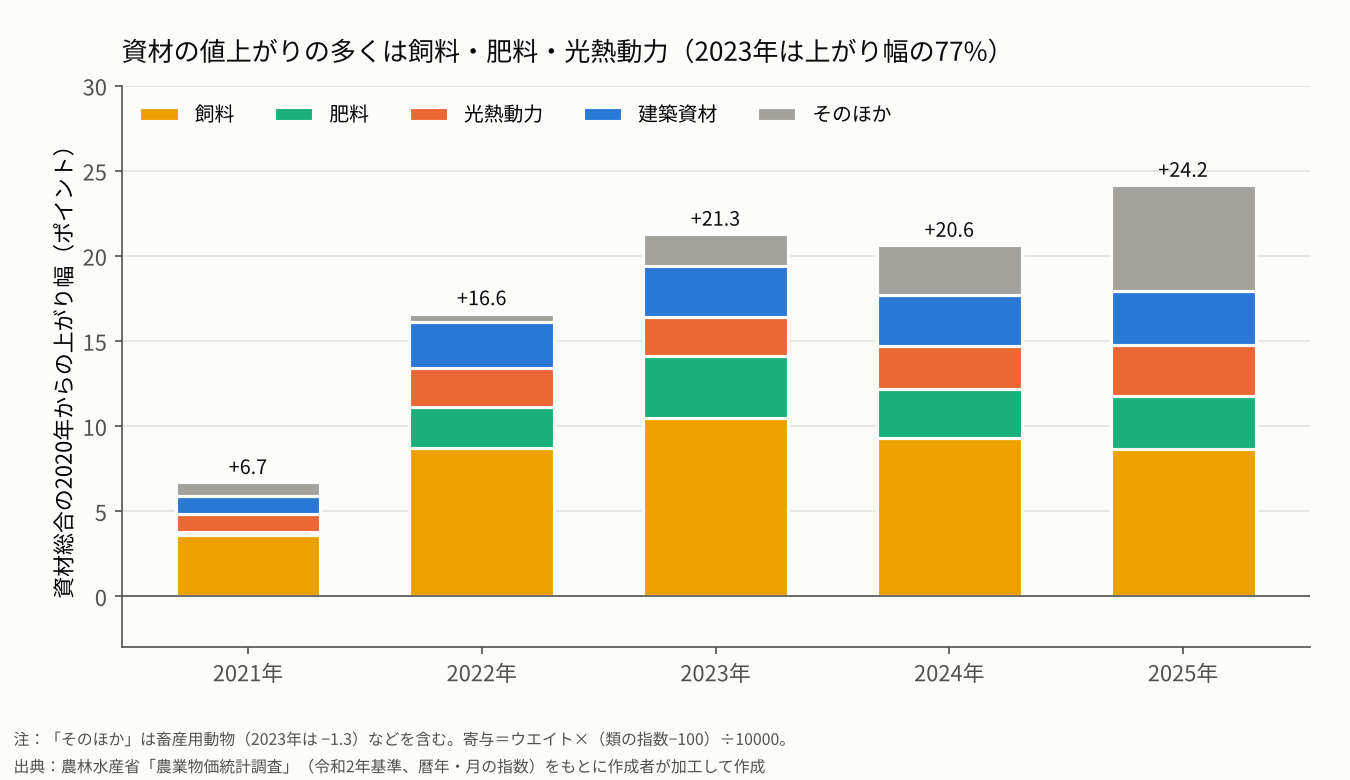 資材の値上がりの多くは飼料・肥料・光熱動力（2023年は上がり幅の77%）
資材総合の2020年からの上がり幅（ポイント）
30
25
20
15
10
5
0
飼料
肥料
光熱動力
建築資材
そのほか
+6.7
+16.6
+21.3
+20.6
+24.2
2021年
2022年
2023年
2024年
2025年
注：「そのほか」は畜産用動物（2023年は −1.3）などを含む。寄与＝ウエイト×（類の指数−100）÷10000。
出典：農林水産省「農業物価統計調査」（令和2年基準、暦年・月の指数）をもとに作成者が加工して作成